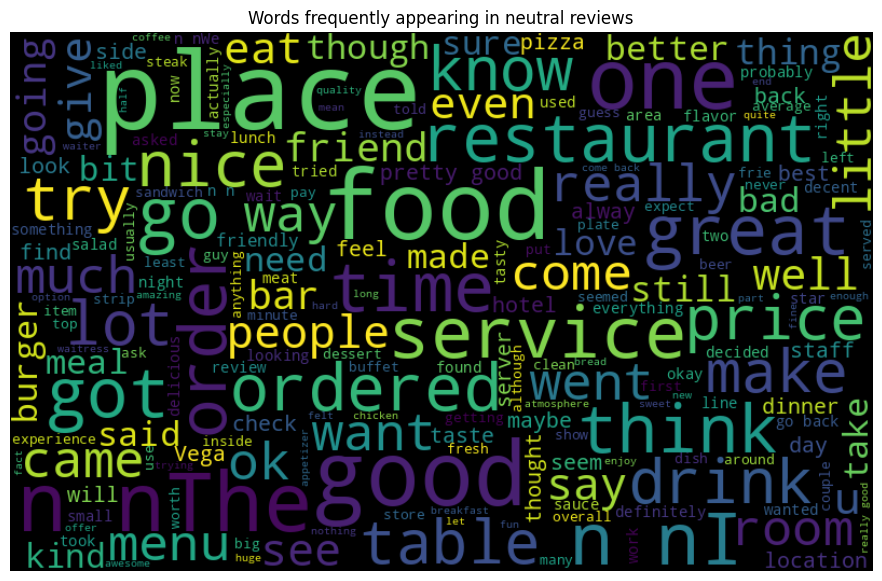 Words frequently appearing in neutral reviews
place
food
good
service
restaurant
one
great
time
n nThe
n nI
think
order
ordered
got
go
nice
try
know
really
little
price
come
people
drink
make
table
menu
room
want
went
way
lot
much
came
ok
see
say
said
kind
bar
burger
meal
eat
even
friend
though
bit
give
going
thing
better
sure
side
pizza
back
bad
love
well
still
made
need
look
find
feel
best
alway
staff
dinner
day
take
location
u
seem
taste
maybe
thought
server
hotel
check
Vega
will
small
experience
inside
use
worth
took
big
offer
huge
awesome
fact
trying
store
breakfast
let
fun
nothing
many
work
overall
sauce
definitely
wanted
couple
really good
go back
around
dish
enjoy
show
line
okay
first
new
sweet
atmosphere
bread
clean
although
found
buffet
dessert
review
looking
minute
meat
anything
delicious
night
friendly
guy
usually
salad
something
sandwich
least
strip
item
top
option
amazing
waitress
ask
felt
chicken
getting
appetizer
fresh
hard
long
tasty
everything
seemed
star
part
decided
fine
enough
served
beer
put
plate
two
expect
never
decent
come back
frie
left
right
average
quite
probably
end
flavor
area
guess
used
told
instead
mean
quality
stay
half
especially
actually
coffee
n nWe
now
steak
liked
waiter
asked
lunch
tried
wait
pay
n
pretty good